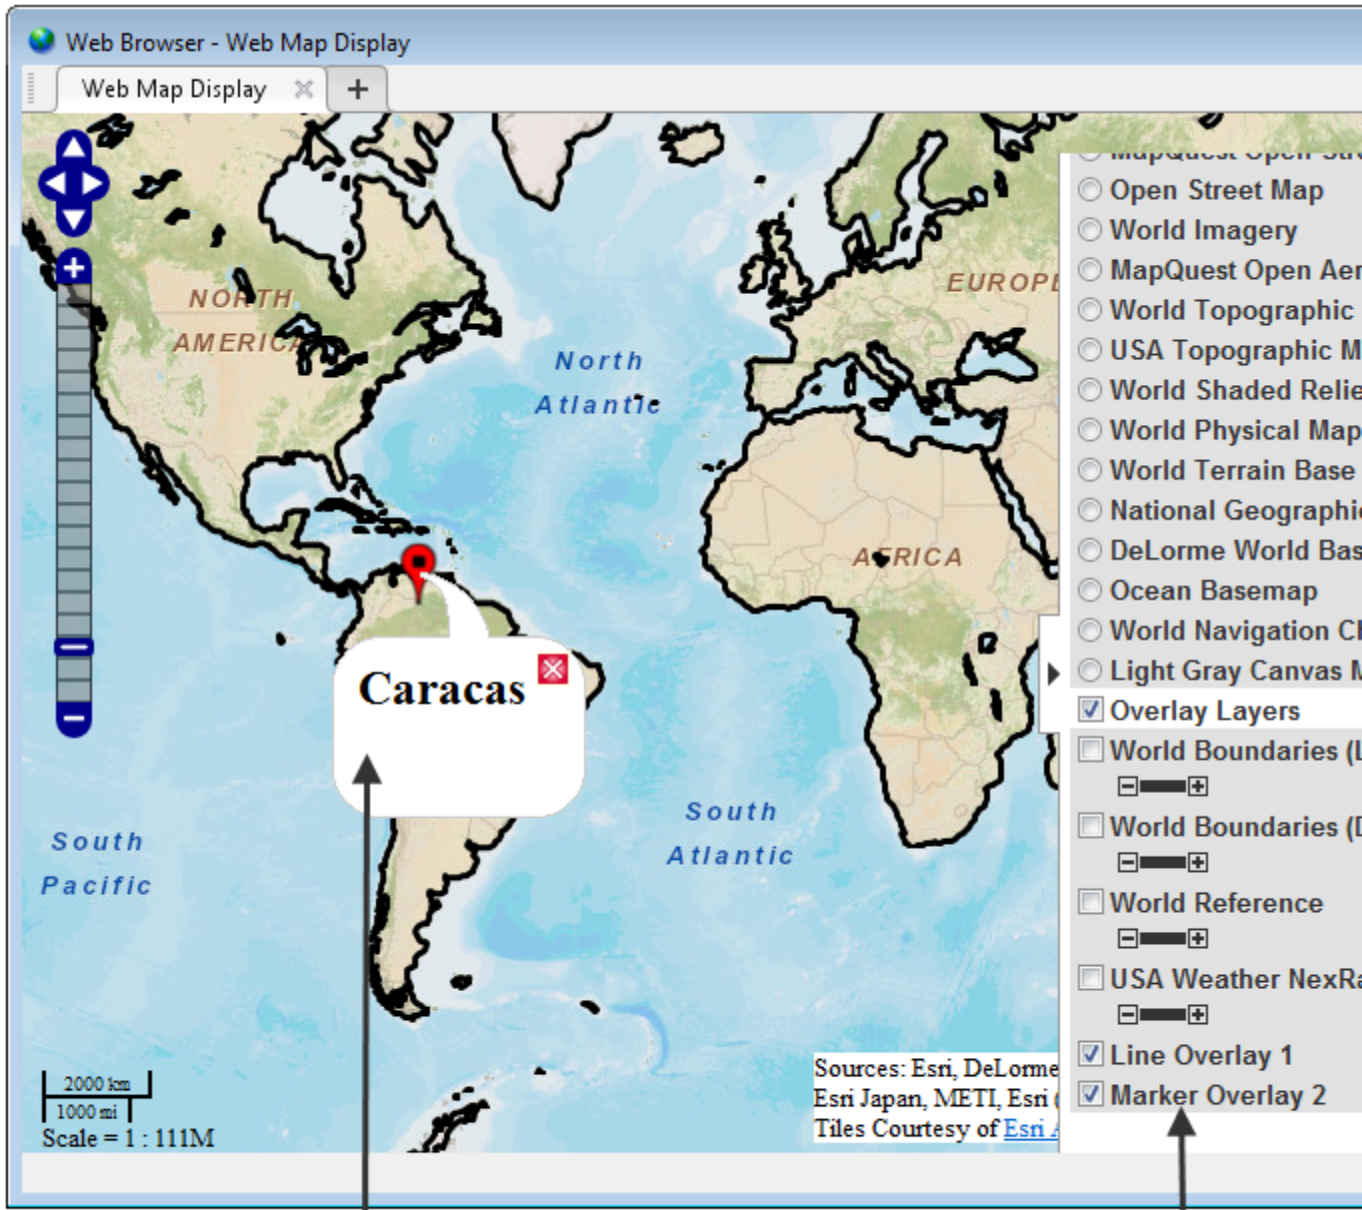 Web Browser - Web Map Display
Web Map Display
NORTH
AMERICA
North
Atlantic
EUROPE
AFRICA
Caracas
South
Pacific
South
Atlantic
2000 km
1000 mi
Scale = 1 : 111M
Sources: Esri, DeLorme
Esri Japan, METI, Esri
Tiles Courtesy of Esri
MapQuest Open
Open Street Map
World Imagery
MapQuest Open Aer
World Topographic
USA Topographic M
World Shaded Relie
World Physical Map
World Terrain Base
National Geographic
DeLorme World Bas
Ocean Basemap
World Navigation
Light Gray Canvas M
Overlay Layers
World Boundaries (L
World Boundaries (D
World Reference
USA Weather NexRa
Line Overlay 1
Marker Overlay 2